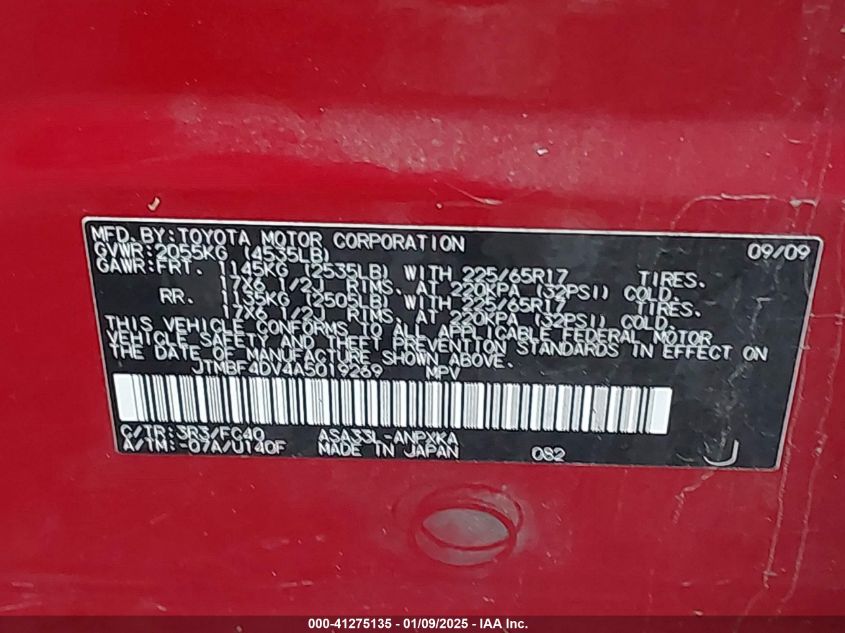 MFD. BY: TOYOTA MOTOR CORPORATION 09/09
GVWR: 2055KG (4535LB)
GAWR: FRT. 1145KG (2535LB) WITH 225/65R17 TIRES.
17X6 1/2J RIMS. AT 220KPA (32PSI) COLD.
RR. 1135KG (2505LB) WITH 225/65R17 TIRES.
17X6 1/2J RIMS. AT 220KPA (32PSI) COLD.
THIS VEHICLE CONFORMS TO ALL APPLICABLE FEDERAL MOTOR
VEHICLE SAFETY AND THEFT PREVENTION STANDARDS IN EFFECT ON
THE DATE OF MANUFACTURE SHOWN ABOVE.
JTMBF4DV4A5019269 MPV
C/TR: 3R3/FC40 ASA33L-ANPXKA
A/TM: -07A/U140F MADE IN JAPAN 082 J
000-41275135 - 01/09/2025 - IAA Inc.